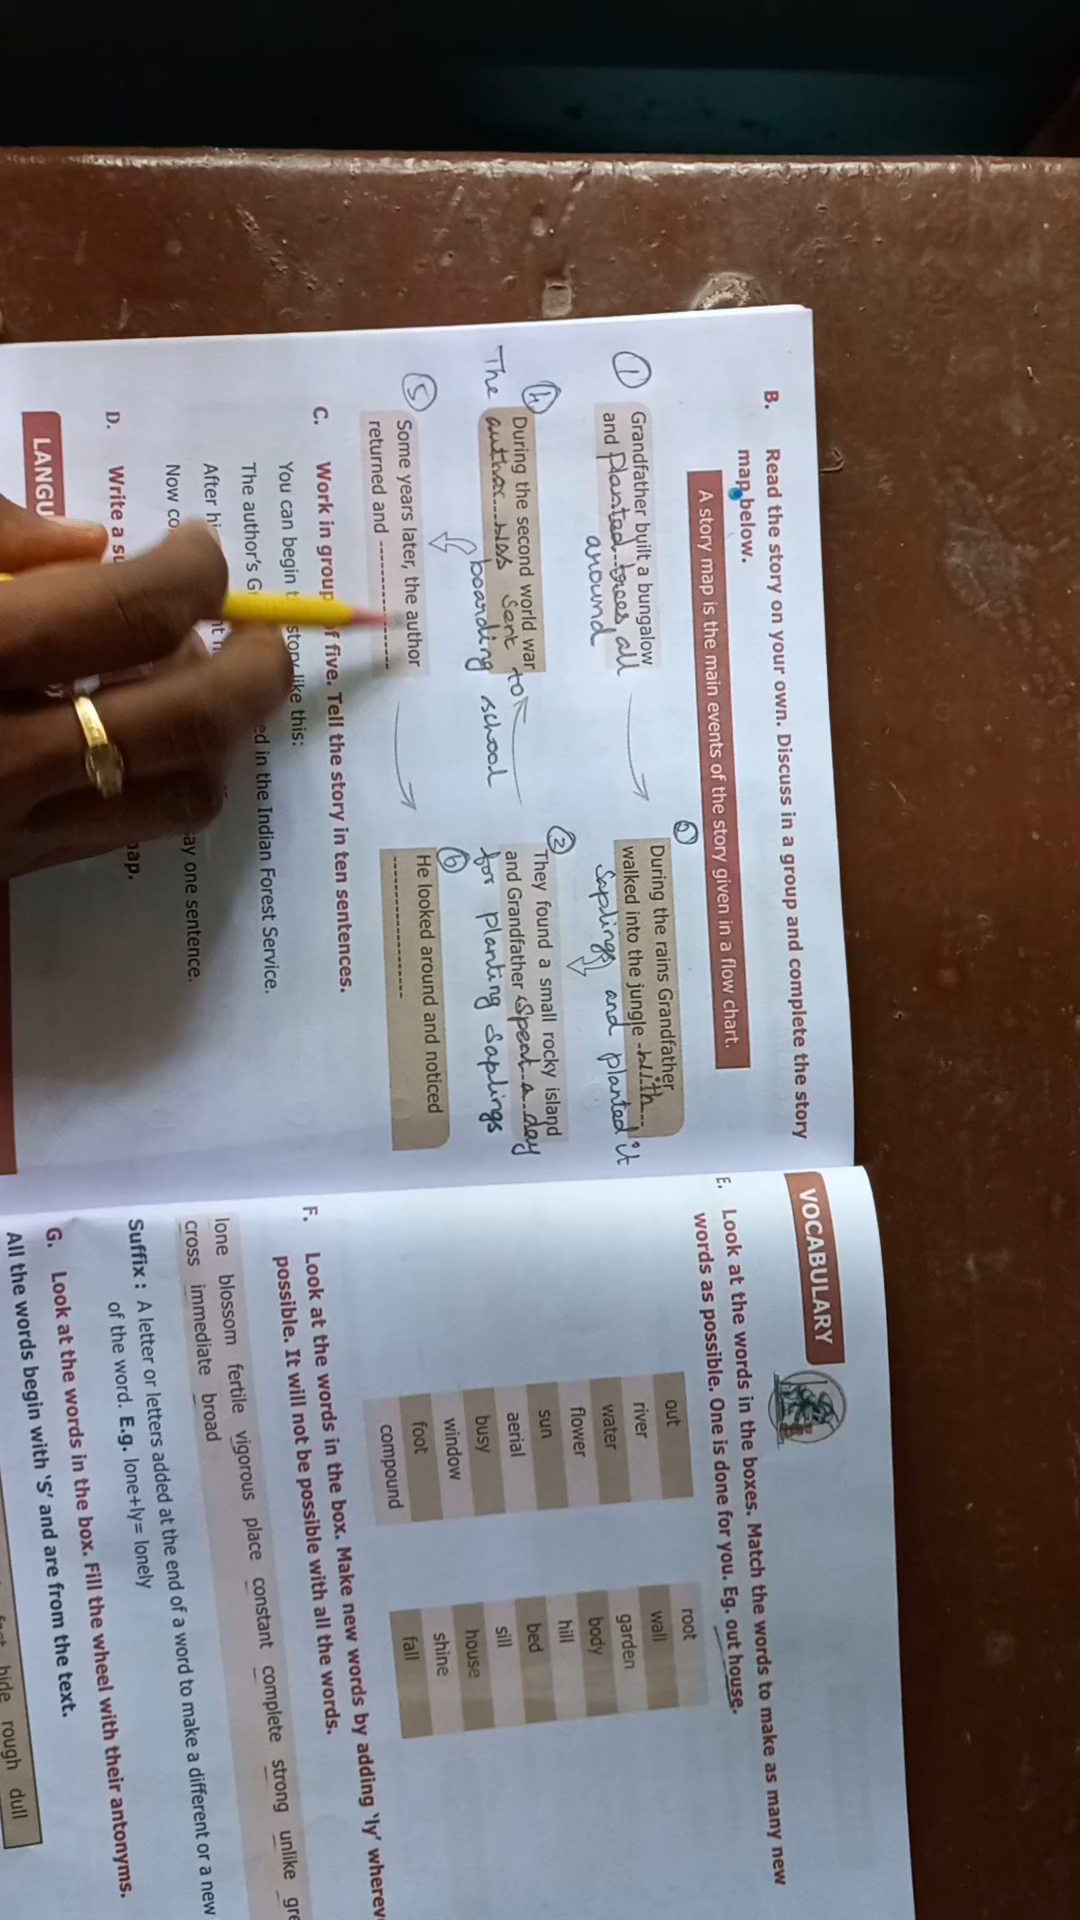 B. Read the story on your own. Discuss in a group and complete the story
map below.
A story map is the main events of the story given in a flow chart.
1
Grandfather built a bungalow
and planted trees all
around
During the rains Grandfather
walked into the jungle with
saplings and planted it
4
During the second world war
The author was sent to
boarding school
2
They found a small rocky island
and Grandfather spent a day
for planting saplings
5
Some years later, the author
returned and
6
He looked around and noticed
C. Work in group f five. Tell the story in ten sentences.
You can begin t story like this:
The author's G ed in the Indian Forest Service.
After hi
Now co ay one sentence.
D. Write a su ap.
LANGU
VOCABULARY
E. Look at the words in the boxes. Match the words to make as many new
words as possible. One is done for you. Eg. out house.
out root
river wall
water garden
flower body
sun hill
aerial bed
busy sill
window house
foot shine
compound fall
F. Look at the words in the box. Make new words by adding 'ly' wherev
possible. It will not be possible with all the words.
lone blossom fertile vigorous place constant complete strong unlike gre
cross immediate broad
Suffix : A letter or letters added at the end of a word to make a different or a new
of the word. E.g. lone+ly= lonely
G. Look at the words in the box. Fill the wheel with their antonyms.
All the words begin with 'S' and are from the text.
hide rough dull